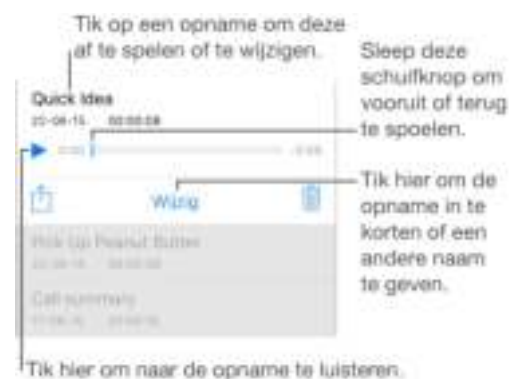 Tik op een opname om deze
af te spelen of te wijzigen.
Sleep deze
schuifknop om
vooruit of terug
te spoelen.
Quick Idea
Wijzig
Tik hier om de
opname in te
korten of een
andere naam
te geven.
Pick Up Peanut Butter
Call summary
Tik hier om naar de opname te luisteren.